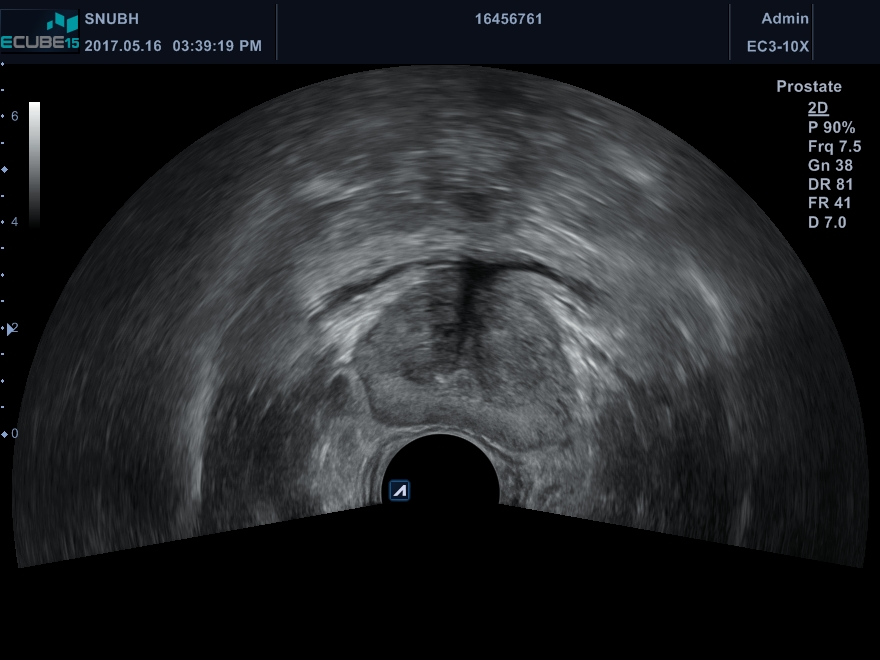 ECUBE15
SNUBH
2017.05.16 03:39:19 PM
16456761
Admin
EC3-10X
Prostate
2D
P 90%
Frq 7.5
Gn 38
DR 81
FR 41
D 7.0
6
4
2
0